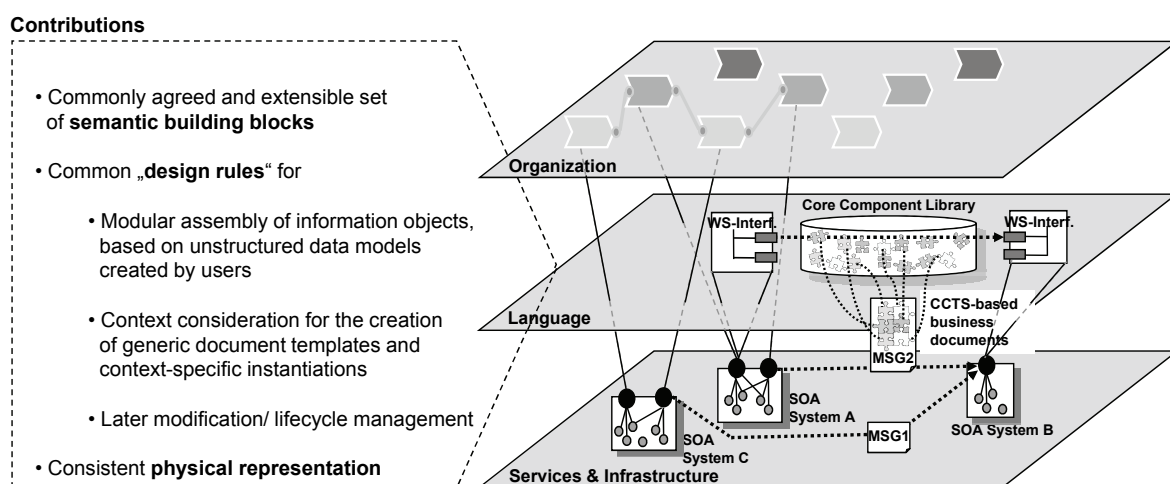 Contributions
• Commonly agreed and extensible set
of semantic building blocks
• Common „design rules“ for
• Modular assembly of information objects,
based on unstructured data models
created by users
• Context consideration for the creation
of generic document templates and
context-specific instantiations
• Later modification/ lifecycle management
• Consistent physical representation
Organization
Core Component Library
WS-Interf.
WS-Interf.
CCTS-based
business
documents
Language
MSG2
SOA
System A
SOA
System C
MSG1
SOA System B
Services & Infrastructure